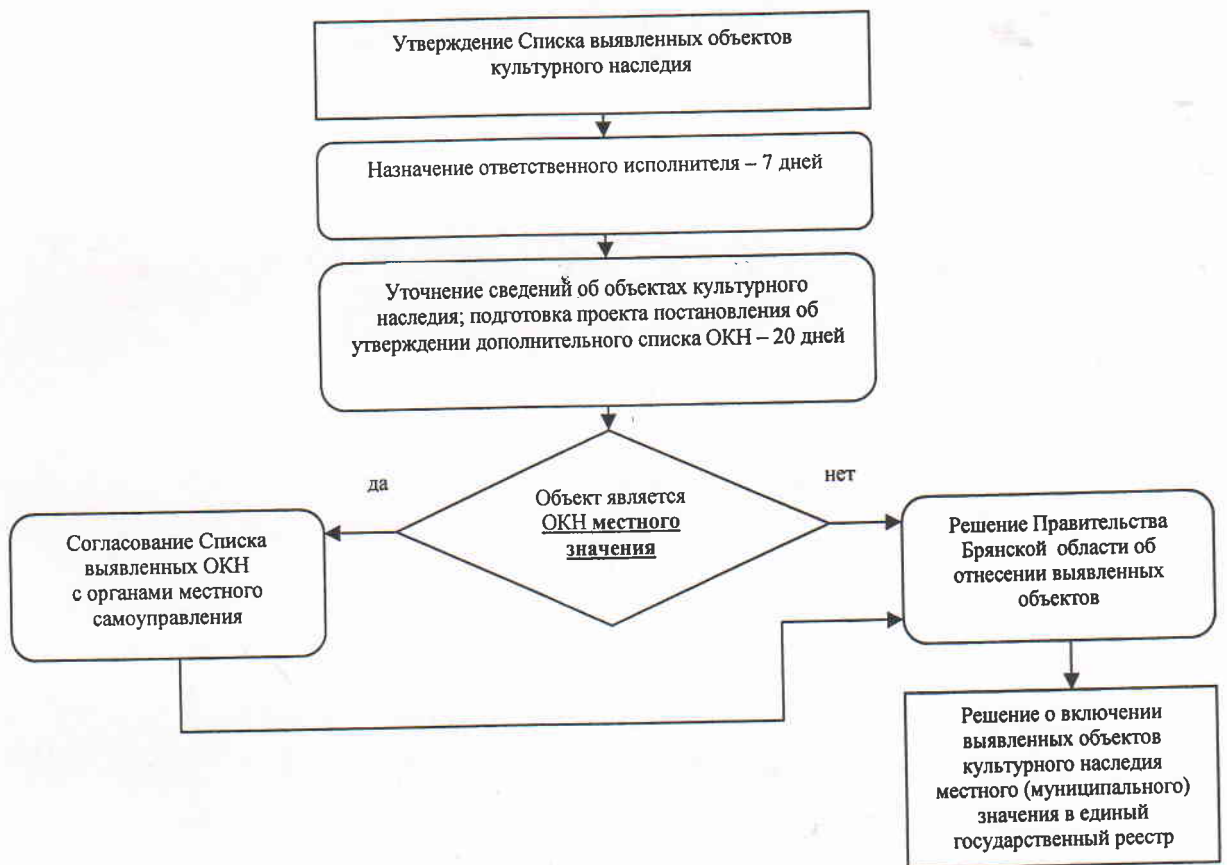 Утверждение Списка выявленных объектов
культурного наследия
Назначение ответственного исполнителя – 7 дней
Уточнение сведений об объектах культурного
наследия; подготовка проекта постановления об
утверждении дополнительного списка ОКН – 20 дней
да
нет
Объект является
ОКН местного
значения
Согласование Списка
выявленных ОКН
с органами местного
самоуправления
Решение Правительства
Брянской области об
отнесении выявленных
объектов
Решение о включении
выявленных объектов
культурного наследия
местного (муниципального)
значения в единый
государственный реестр